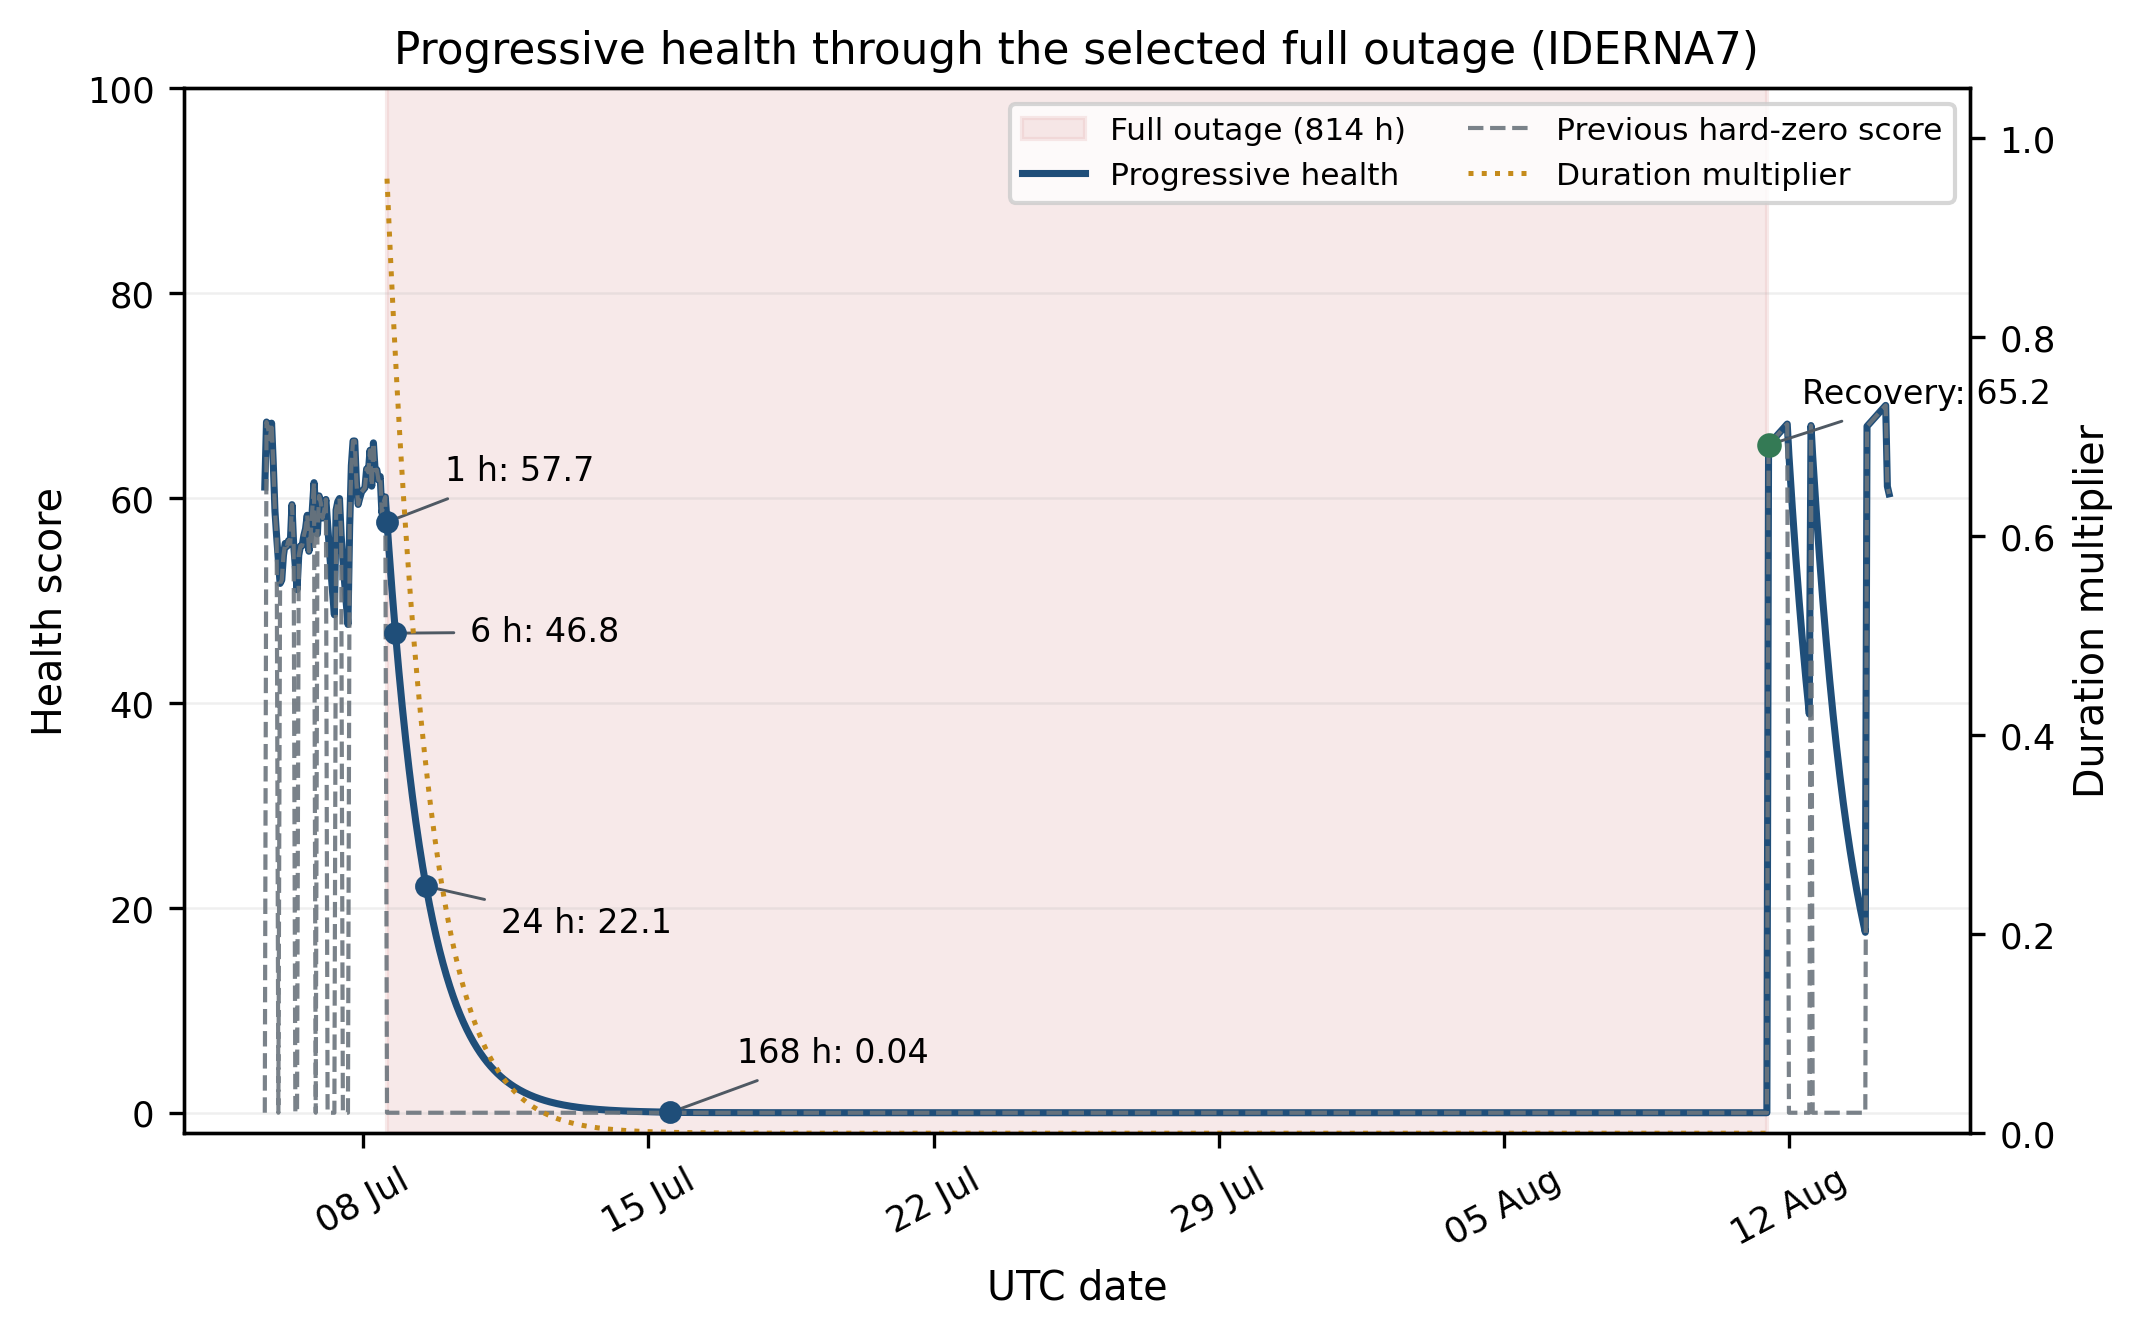 Progressive health through the selected full outage (IDERNA7)
Full outage (814 h)
Progressive health
Previous hard-zero score
Duration multiplier
100
80
60
40
20
0
Health score
1.0
0.8
0.6
0.4
0.2
0.0
Duration multiplier
1 h: 57.7
6 h: 46.8
24 h: 22.1
168 h: 0.04
Recovery: 65.2
08 Jul
15 Jul
22 Jul
29 Jul
05 Aug
12 Aug
UTC date